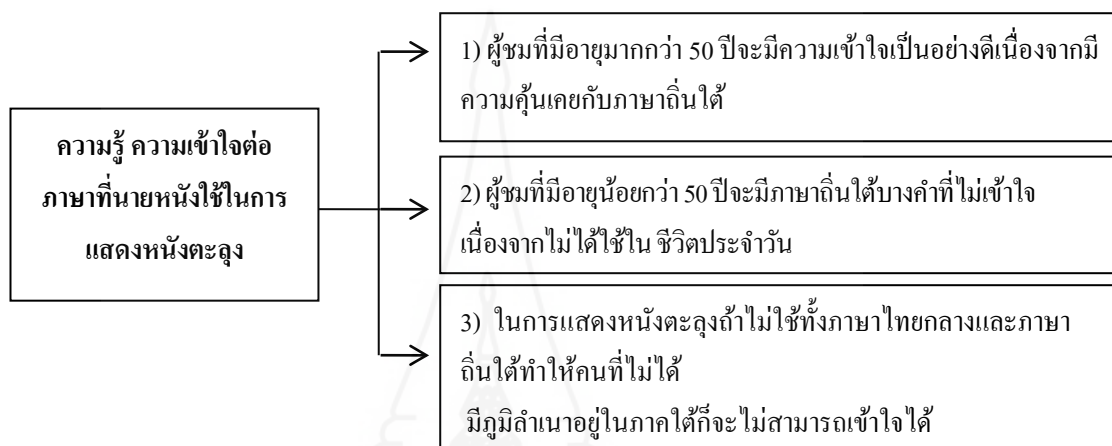 ความรู้ ความเข้าใจต่อ
ภาษาที่นายหนังใช้ในการ
แสดงหนังตะลุง
1) ผู้ชมที่มีอายุมากกว่า 50 ปีจะมีความเข้าใจเป็นอย่างดีเนื่องจากมี
ความคุ้นเคยกับภาษาถิ่นใต้
2) ผู้ชมที่มีอายุน้อยกว่า 50 ปีจะมีภาษาถิ่นใต้บางคำที่ไม่เข้าใจ
เนื่องจากไม่ได้ใช้ใน ชีวิตประจำวัน
3) ในการแสดงหนังตะลุงถ้าไม่ใช้ทั้งภาษาไทยกลางและภาษา
ถิ่นใต้ทำให้คนที่ไม่ได้
มีภูมิลำเนาอยู่ในภาคใต้ก็จะไม่สามารถเข้าใจได้